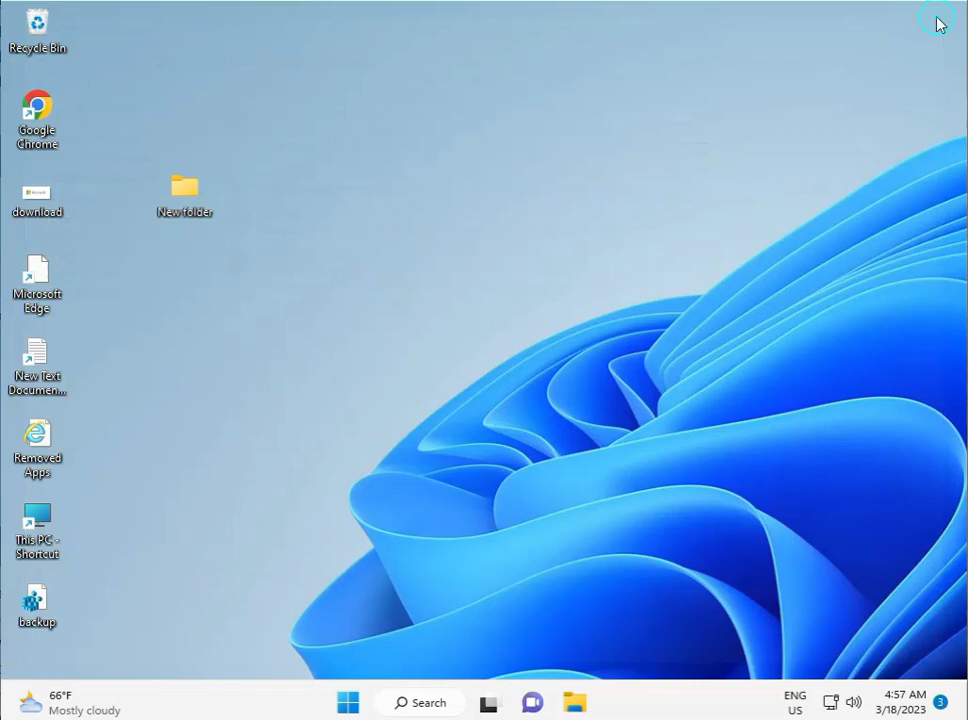 Recycle Bin
Google
Chrome
download
New folder
Microsoft
Edge
New Text
Documen...
Removed
Apps
This PC -
Shortcut
backup
66°F
Mostly cloudy
Search
ENG
US
4:57 AM
3/18/2023
3